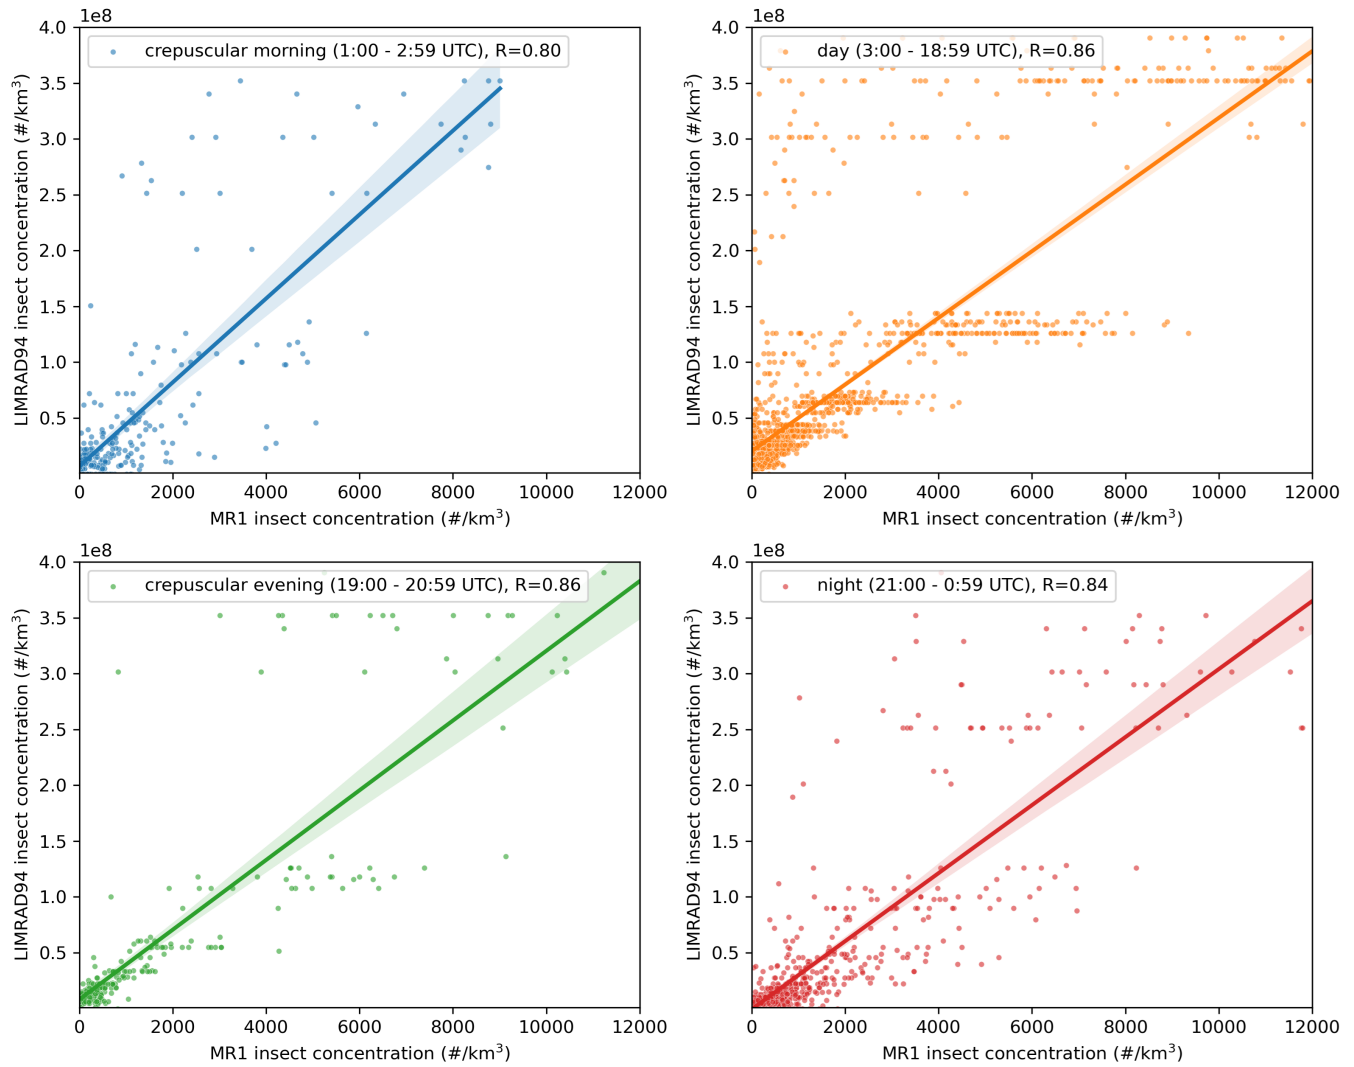 1e8
crepuscular morning (1:00 - 2:59 UTC), R=0.80
LIMRAD94 insect concentration (#/km³)
4.0
3.5
3.0
2.5
2.0
1.5
1.0
0.5
0 2000 4000 6000 8000 10000 12000
MR1 insect concentration (#/km³)
1e8
day (3:00 - 18:59 UTC), R=0.86
LIMRAD94 insect concentration (#/km³)
4.0
3.5
3.0
2.5
2.0
1.5
1.0
0.5
0 2000 4000 6000 8000 10000 12000
MR1 insect concentration (#/km³)
1e8
crepuscular evening (19:00 - 20:59 UTC), R=0.86
LIMRAD94 insect concentration (#/km³)
4.0
3.5
3.0
2.5
2.0
1.5
1.0
0.5
0 2000 4000 6000 8000 10000 12000
MR1 insect concentration (#/km³)
1e8
night (21:00 - 0:59 UTC), R=0.84
LIMRAD94 insect concentration (#/km³)
4.0
3.5
3.0
2.5
2.0
1.5
1.0
0.5
0 2000 4000 6000 8000 10000 12000
MR1 insect concentration (#/km³)